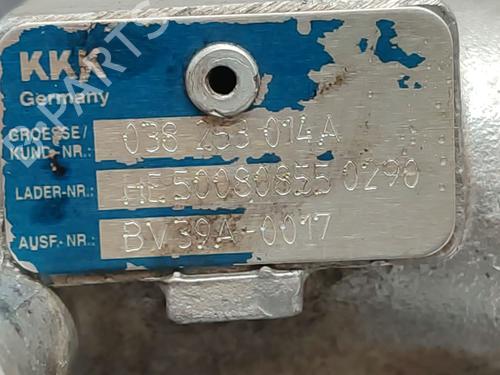 KKK
Germany
GROESSE/
KUND.-NR.: 038 253 014 A
LADER-NR.: HE 50080855 0290
AUSF.-NR.: BV39A-0017